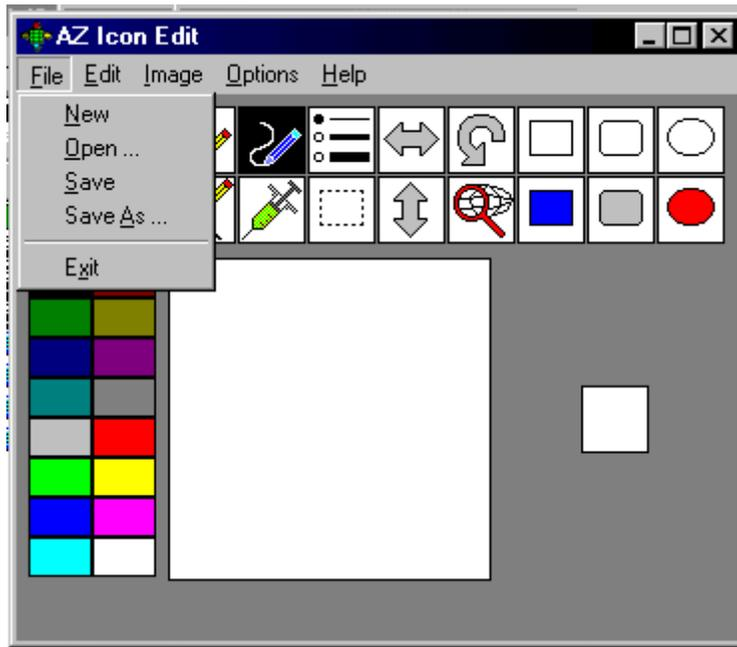 AZ Icon Edit
File Edit Image Options Help
New
Open ...
Save
Save As ...
Exit